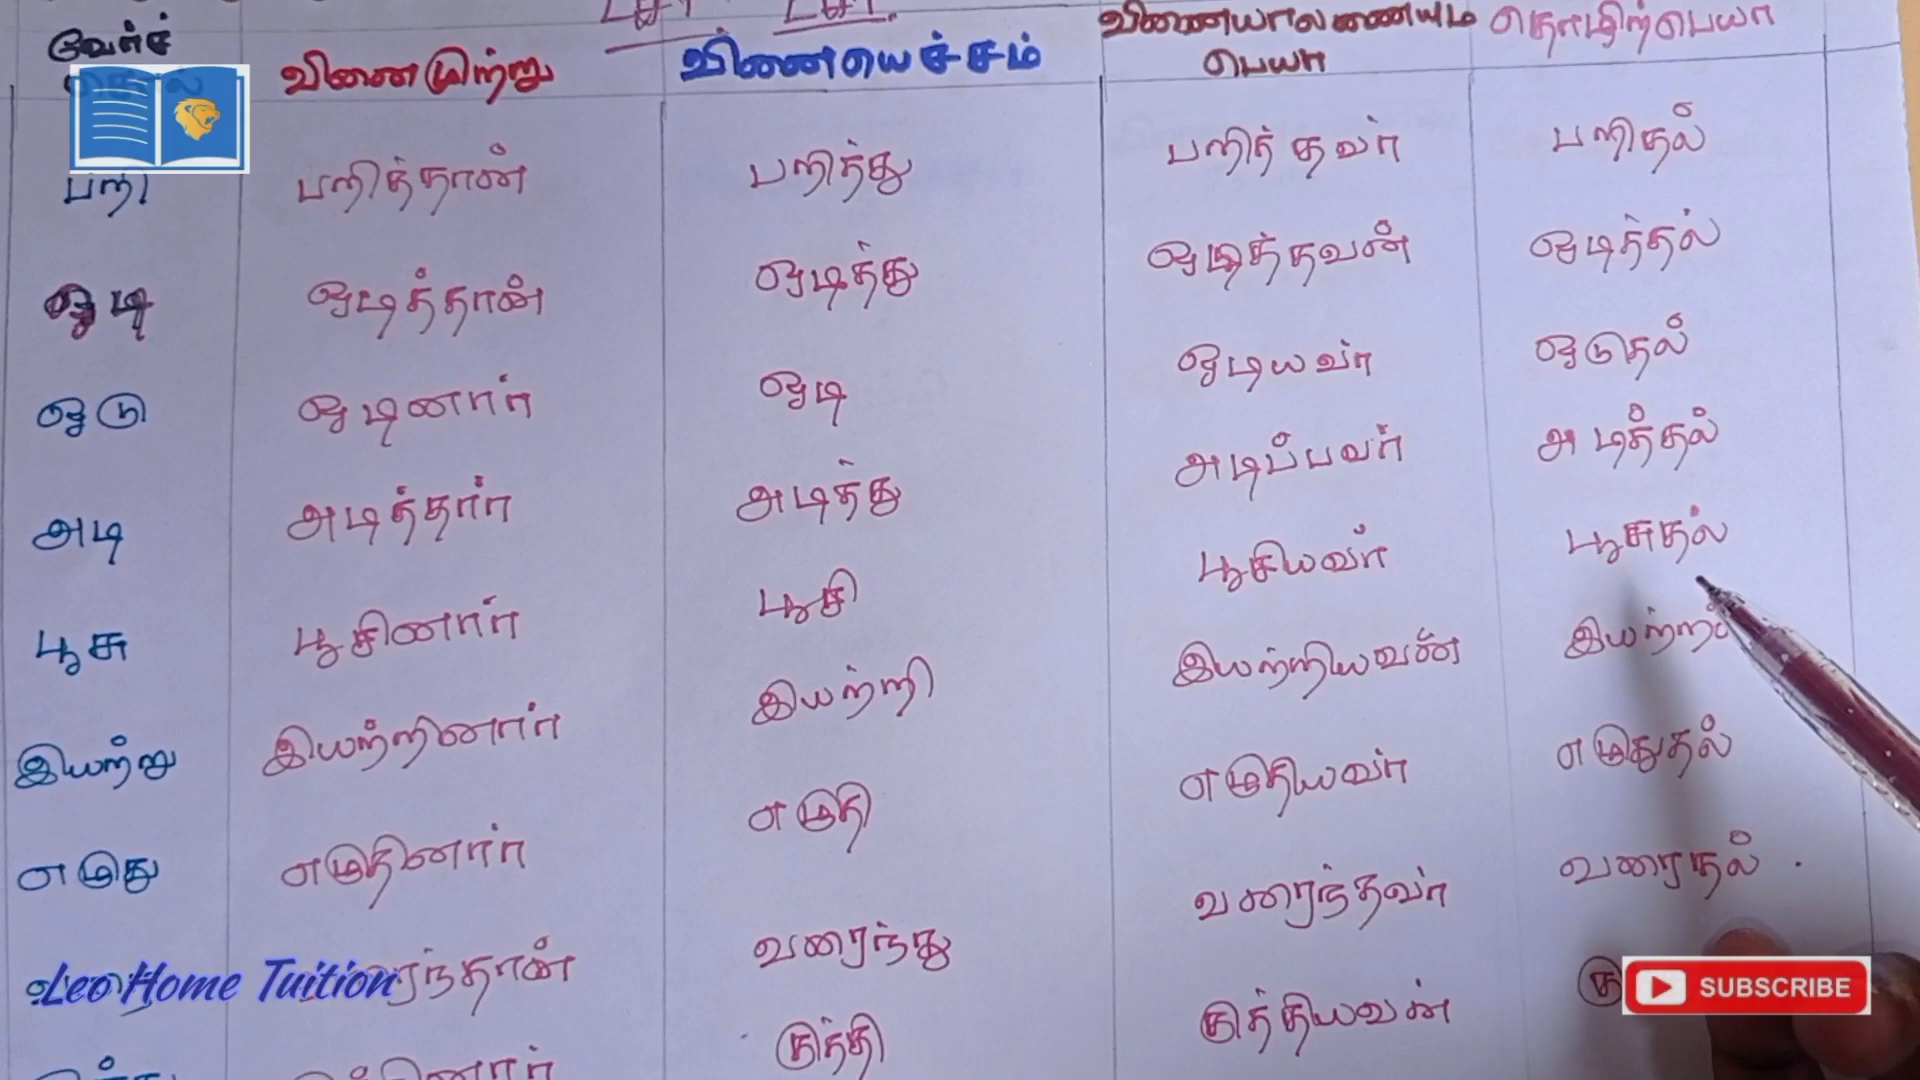 வேர்ச் வினைமுற்று வினையெச்சம் வினையாலணையும் தொழிற்பெயர்
பெயர்
பறி பறித்தான் பறித்து பறித்தவர் பறிதல்
ஒடி ஒடித்தான் ஒடித்து ஒடித்தவன் ஒடித்தல்
ஓடு ஓடினார் ஓடி ஓடியவர் ஓடுதல்
அடி அடித்தார் அடித்து அடிப்பவர் அடித்தல்
பூசு பூசினார் பூசி பூசியவர் பூசுதல்
இயற்று இயற்றினார் இயற்றி இயற்றியவன்
எழுது எழுதினார் எழுதி எழுதியவர் எழுதுதல்
வரைந்து வரைந்தவர் வரைதல்
குத்தி குத்தியவன்
Leo Home Tuition
SUBSCRIBE